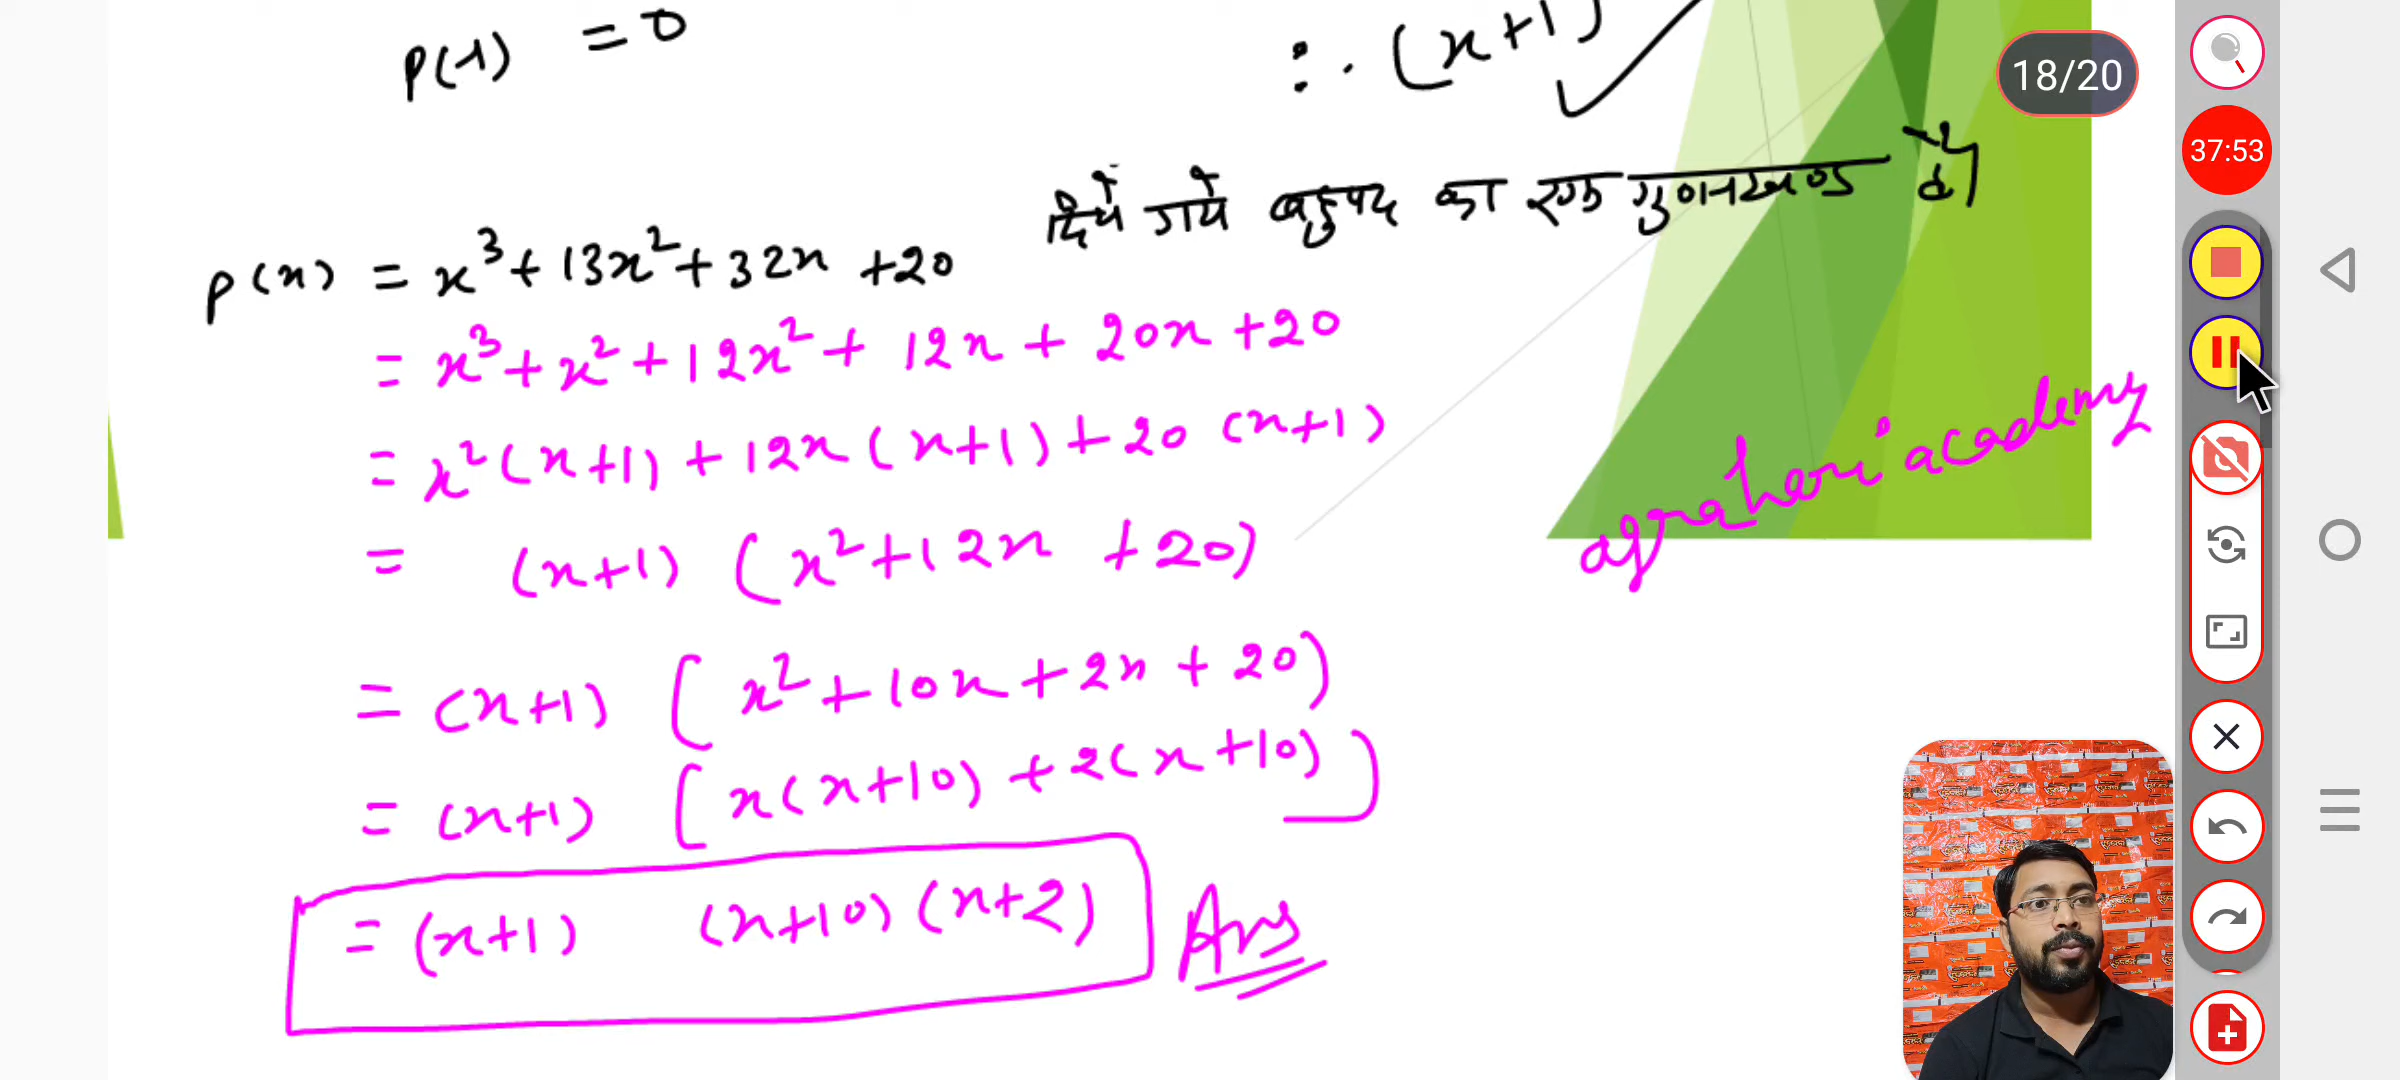 p(-1) = 0
∴ (x+1)
18/20
37:53
दिये गये बहुपद का एक गुणनखण्ड है।
p(x) = x³ + 13x² + 32x + 20
= x³ + x² + 12x² + 12x + 20x + 20
= x²(x+1) + 12x(x+1) + 20(x+1)
agrahari academy
= (x+1) (x² + 12x + 20)
= (x+1) [x² + 10x + 2x + 20)
= (x+1) [x(x+10) + 2(x+10)]
= (x+1) (x+10) (x+2) Ans